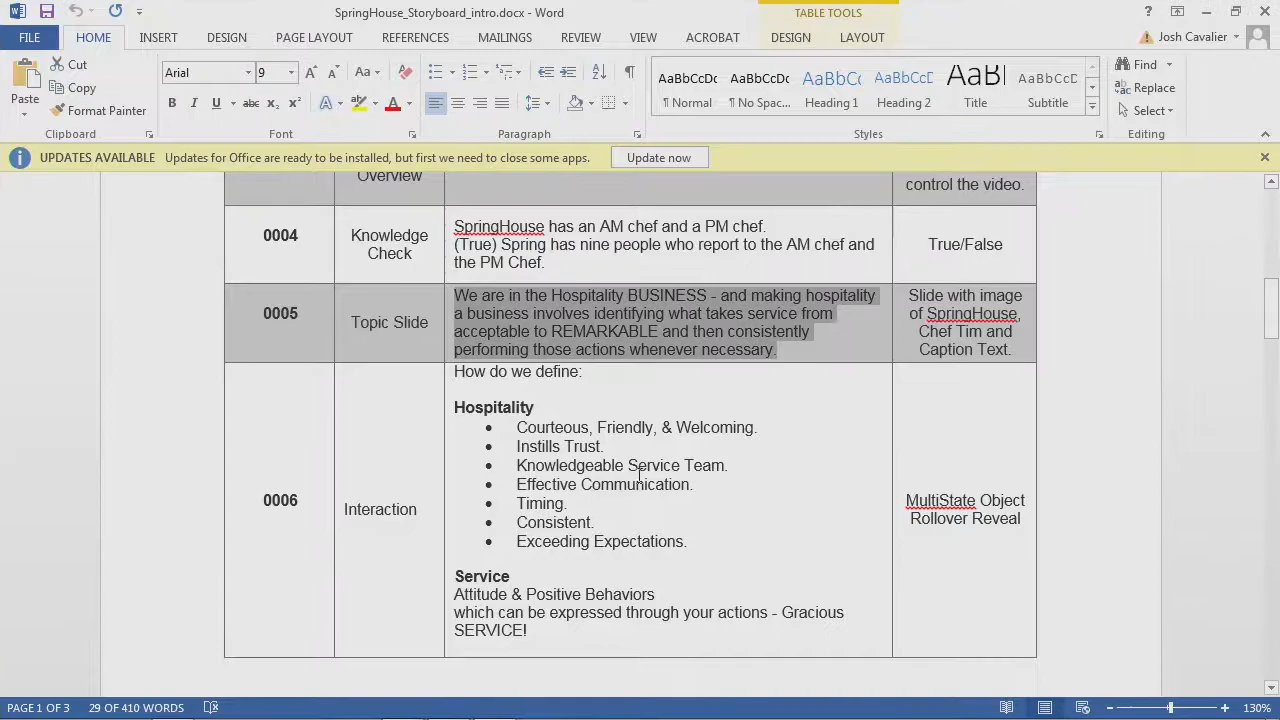 SpringHouse_Storyboard_intro.docx - Word
TABLE TOOLS
FILE HOME INSERT DESIGN PAGE LAYOUT REFERENCES MAILINGS REVIEW VIEW ACROBAT DESIGN LAYOUT
Josh Cavalier
Paste
Cut
Copy
Format Painter
Clipboard
Arial 9
Font
Paragraph
AaBbCcDc AaBbCcDc AaBbCc AaBbCcDc AaB AaBbCcDc
¶ Normal ¶ No Spac... Heading 1 Heading 2 Title Subtitle
Styles
Find
Replace
Select
Editing
UPDATES AVAILABLE Updates for Office are ready to be installed, but first we need to close some apps. Update now
Overview
control the video.
0004
Knowledge
Check
SpringHouse has an AM chef and a PM chef.
(True) Spring has nine people who report to the AM chef and
the PM Chef.
True/False
0005
Topic Slide
We are in the Hospitality BUSINESS - and making hospitality
a business involves identifying what takes service from
acceptable to REMARKABLE and then consistently
performing those actions whenever necessary.
Slide with image
of SpringHouse,
Chef Tim and
Caption Text.
0006
Interaction
How do we define:
Hospitality
• Courteous, Friendly, & Welcoming.
• Instills Trust.
• Knowledgeable Service Team.
• Effective Communication.
• Timing.
• Consistent.
• Exceeding Expectations.
Service
Attitude & Positive Behaviors
which can be expressed through your actions - Gracious
SERVICE!
MultiState Object
Rollover Reveal
PAGE 1 OF 3 29 OF 410 WORDS 130%